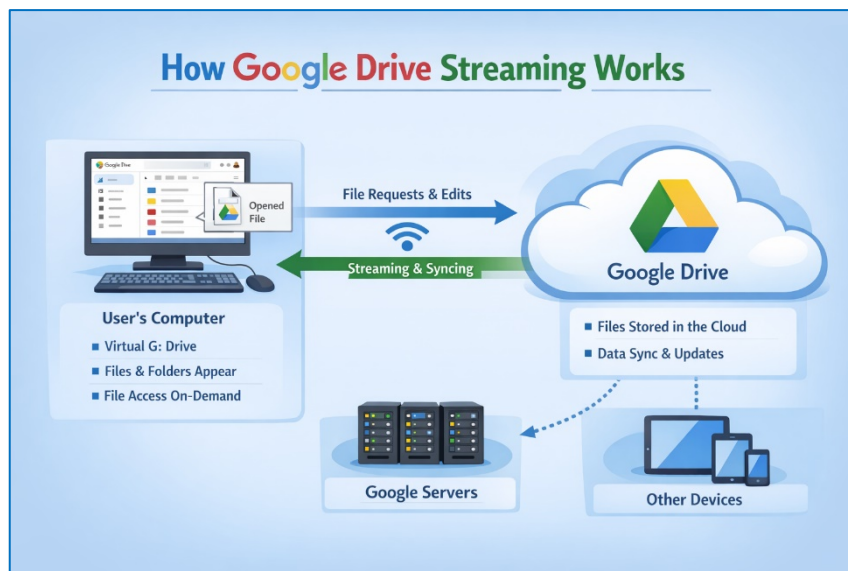 How Google Drive Streaming Works
Google Drive
Opened
File
File Requests & Edits
Streaming & Syncing
Google Drive
User's Computer
Virtual G: Drive
Files & Folders Appear
File Access On-Demand
Files Stored in the Cloud
Data Sync & Updates
Google Servers
Other Devices